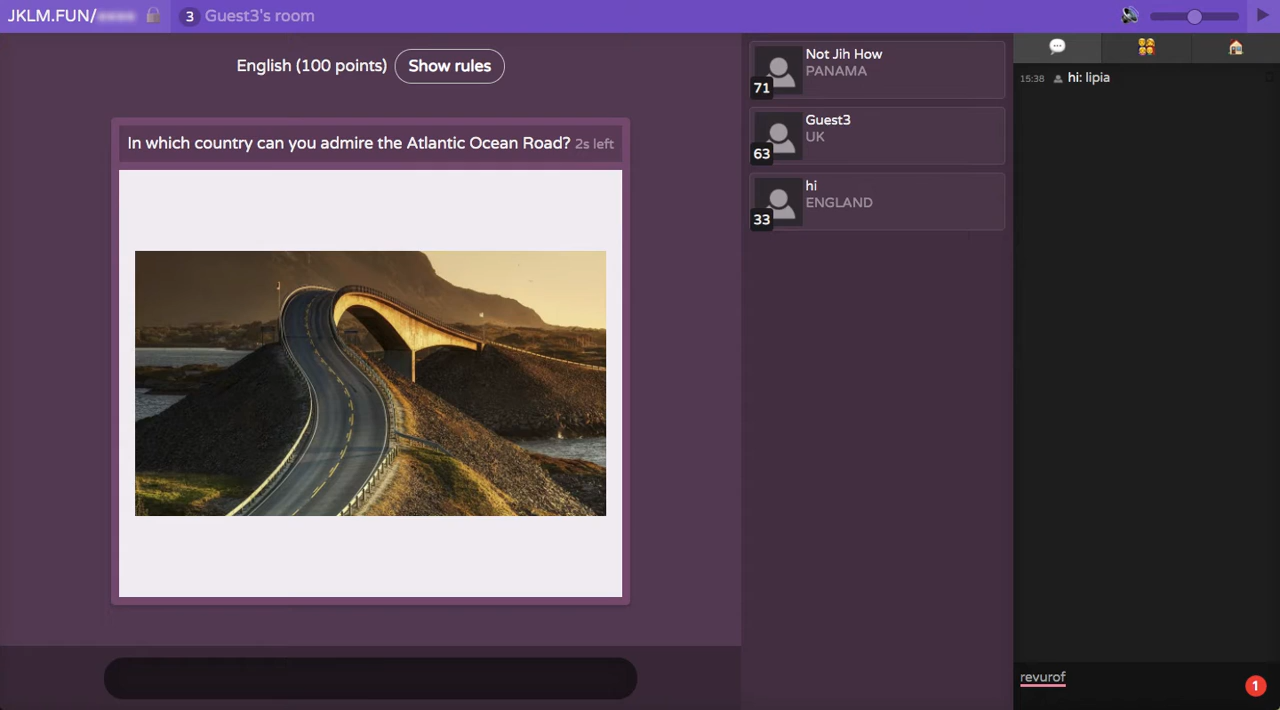 JKLM.FUN/
3 Guest3's room
English (100 points) Show rules
In which country can you admire the Atlantic Ocean Road? 2s left
Not Jih How
PANAMA
71
Guest3
UK
63
hi
ENGLAND
33
15:38 hi: lipia
revurof
1